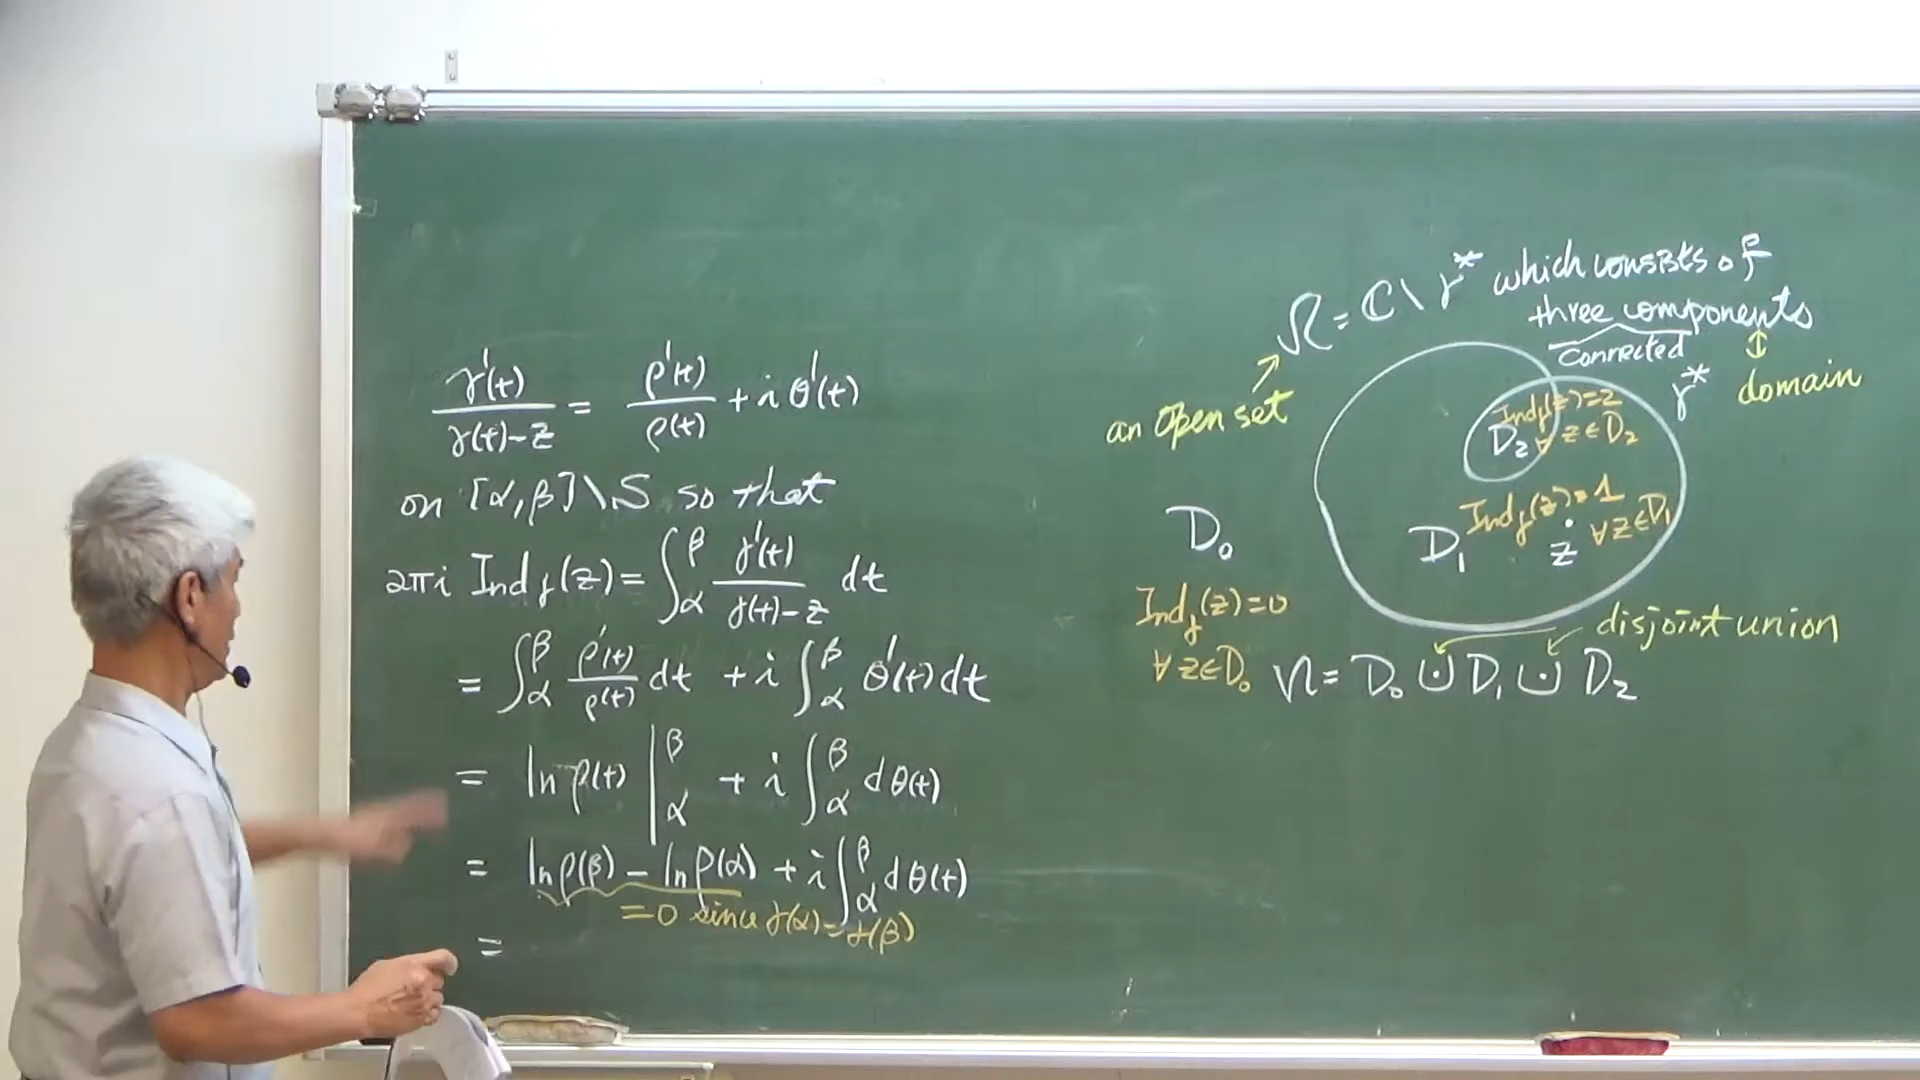 γ'(t)/(γ(t)-z) = ρ'(t)/ρ(t) + i θ'(t)
on [α,β]\S so that
2πi Ind_γ(z) = ∫_α^β γ'(t)/(γ(t)-z) dt
= ∫_α^β ρ'(t)/ρ(t) dt + i ∫_α^β θ'(t) dt
= ln ρ(t) |_α^β + i ∫_α^β dθ(t)
= ln ρ(β) - ln ρ(α) + i ∫_α^β dθ(t)
= 0 since γ(α) = γ(β)
=
Ω = ℂ \ γ* which consists of
three components
connected
↕
domain
an open set
γ*
Ind_γ(z) = 2
D₂ ∀ z ∈ D₂
Ind_γ(z) = 1
∀ z ∈ D₁
D₁
z
D₀
Ind_γ(z) = 0
∀ z ∈ D₀
disjoint union
Ω = D₀ ⊍ D₁ ⊍ D₂